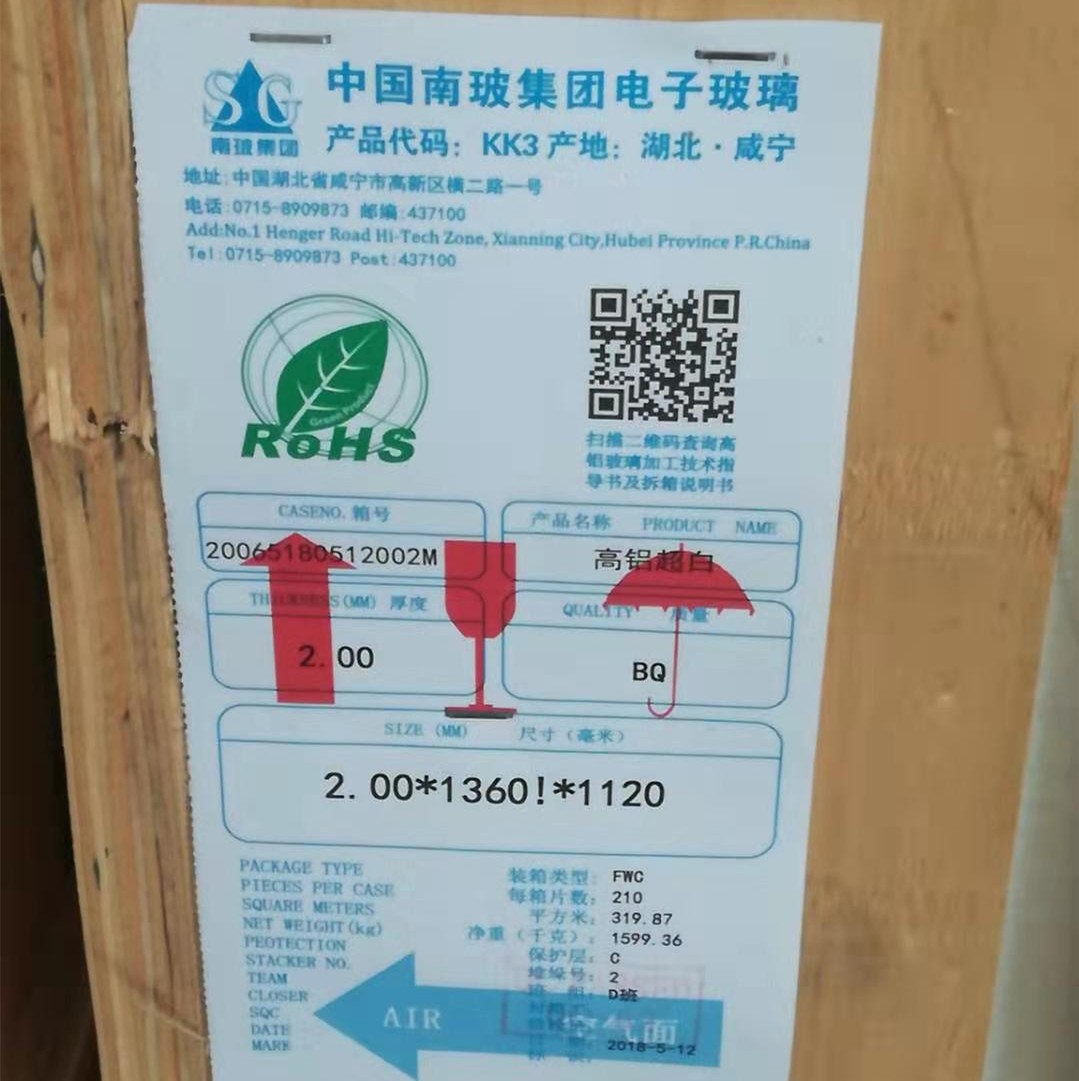 SG
南玻集团
中国南玻集团电子玻璃
产品代码：KK3 产地：湖北·咸宁
地址:中国湖北省咸宁市高新区横二路一号
电话:0715-8909873 邮编:437100
Add:No.1 Henger Road Hi-Tech Zone, Xianning City,Hubei Province P.R.China
Tel:0715-8909873 Post:437100
Green Product
RoHS
扫描二维码查询高
铝玻璃加工技术指
导书及拆箱说明书
CASENO.箱号
20065180512002M
产品名称 PRODUCT NAME
高铝超白
THICKNESS(MM) 厚度
2.00
QUALITY 质量
BQ
SIZE (MM) 尺寸（毫米）
2.00*1360!*1120
PACKAGE TYPE 装箱类型：FWC
PIECES PER CASE 每箱片数：210
SQUARE METERS 平方米：319.87
NET WEIGHT(kg) 净重（千克）：1599.36
PEOTECTION 保护层：C
STACKER NO. 堆垛号：2
TEAM 班 组：D班
CLOSER
SQC
DATE 2018-5-12
MARK
AIR 空气面